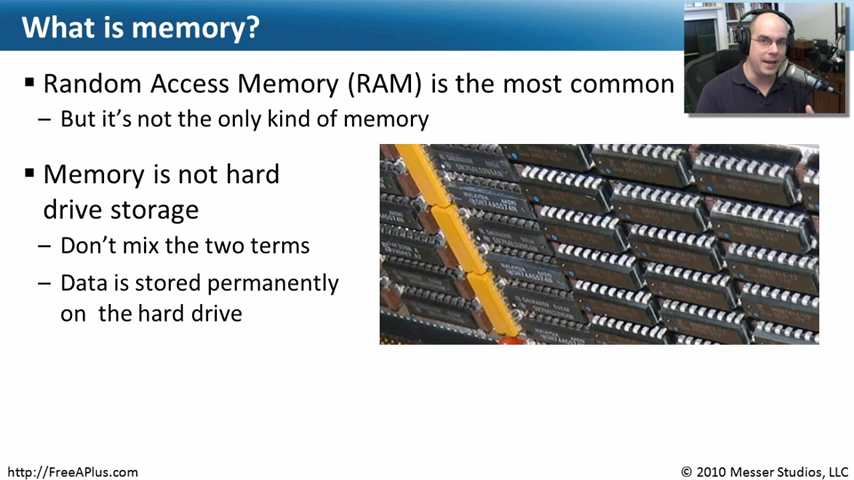 What is memory?
▪ Random Access Memory (RAM) is the most common
– But it's not the only kind of memory
▪ Memory is not hard
drive storage
– Don't mix the two terms
– Data is stored permanently
on the hard drive
http://FreeAPlus.com
© 2010 Messer Studios, LLC